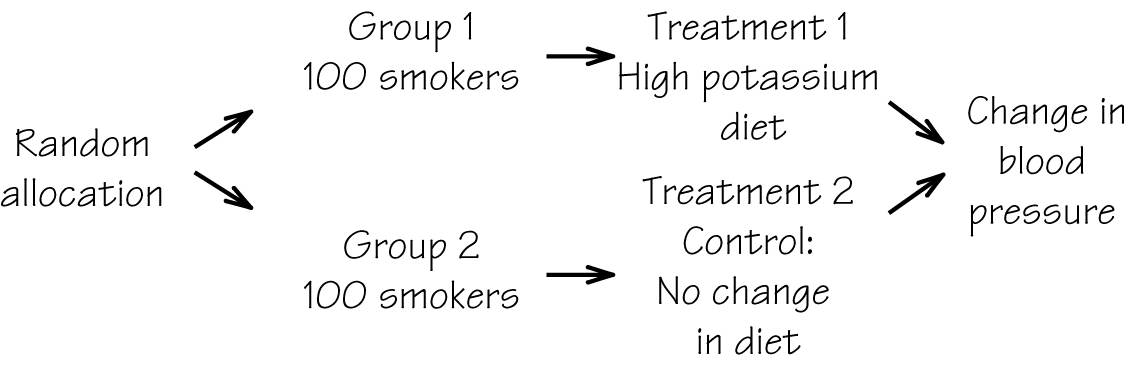 Random
allocation
Group 1
100 smokers
Treatment 1
High potassium
diet
Group 2
100 smokers
Treatment 2
Control:
No change
in diet
Change in
blood
pressure